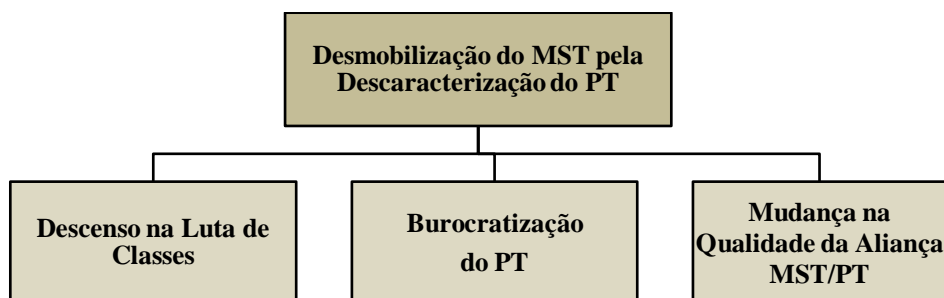 Desmobilização do MST pela
Descaracterização do PT
Descenso na Luta de
Classes
Burocratização
do PT
Mudança na
Qualidade da Aliança
MST/PT